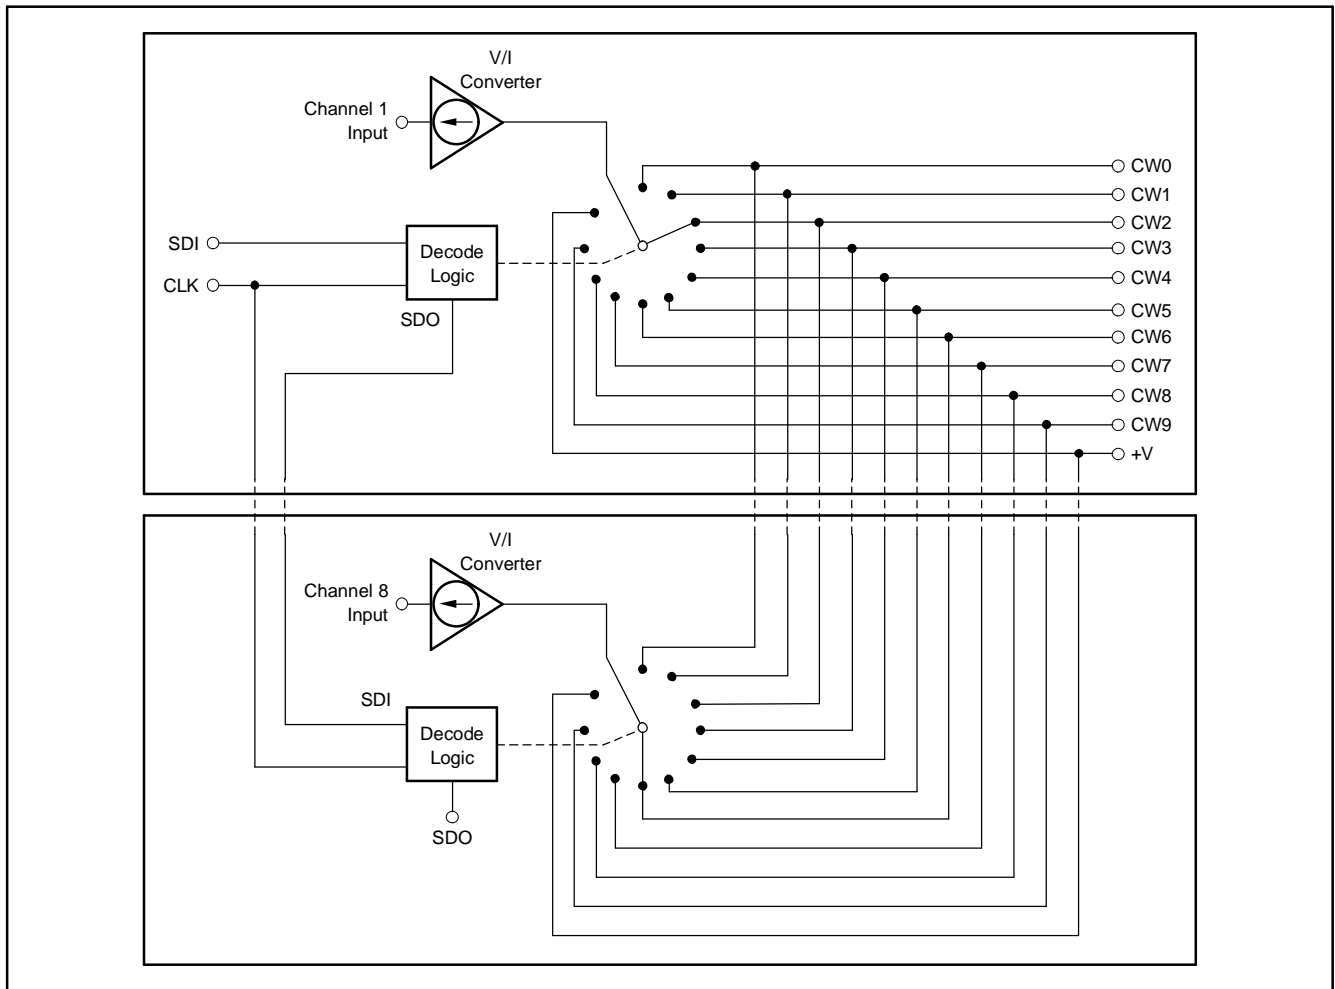 V/I
Converter
Channel 1
Input
CW0
CW1
CW2
CW3
CW4
CW5
CW6
CW7
CW8
CW9
+V
SDI
CLK
Decode
Logic
SDO
V/I
Converter
Channel 8
Input
SDI
Decode
Logic
SDO